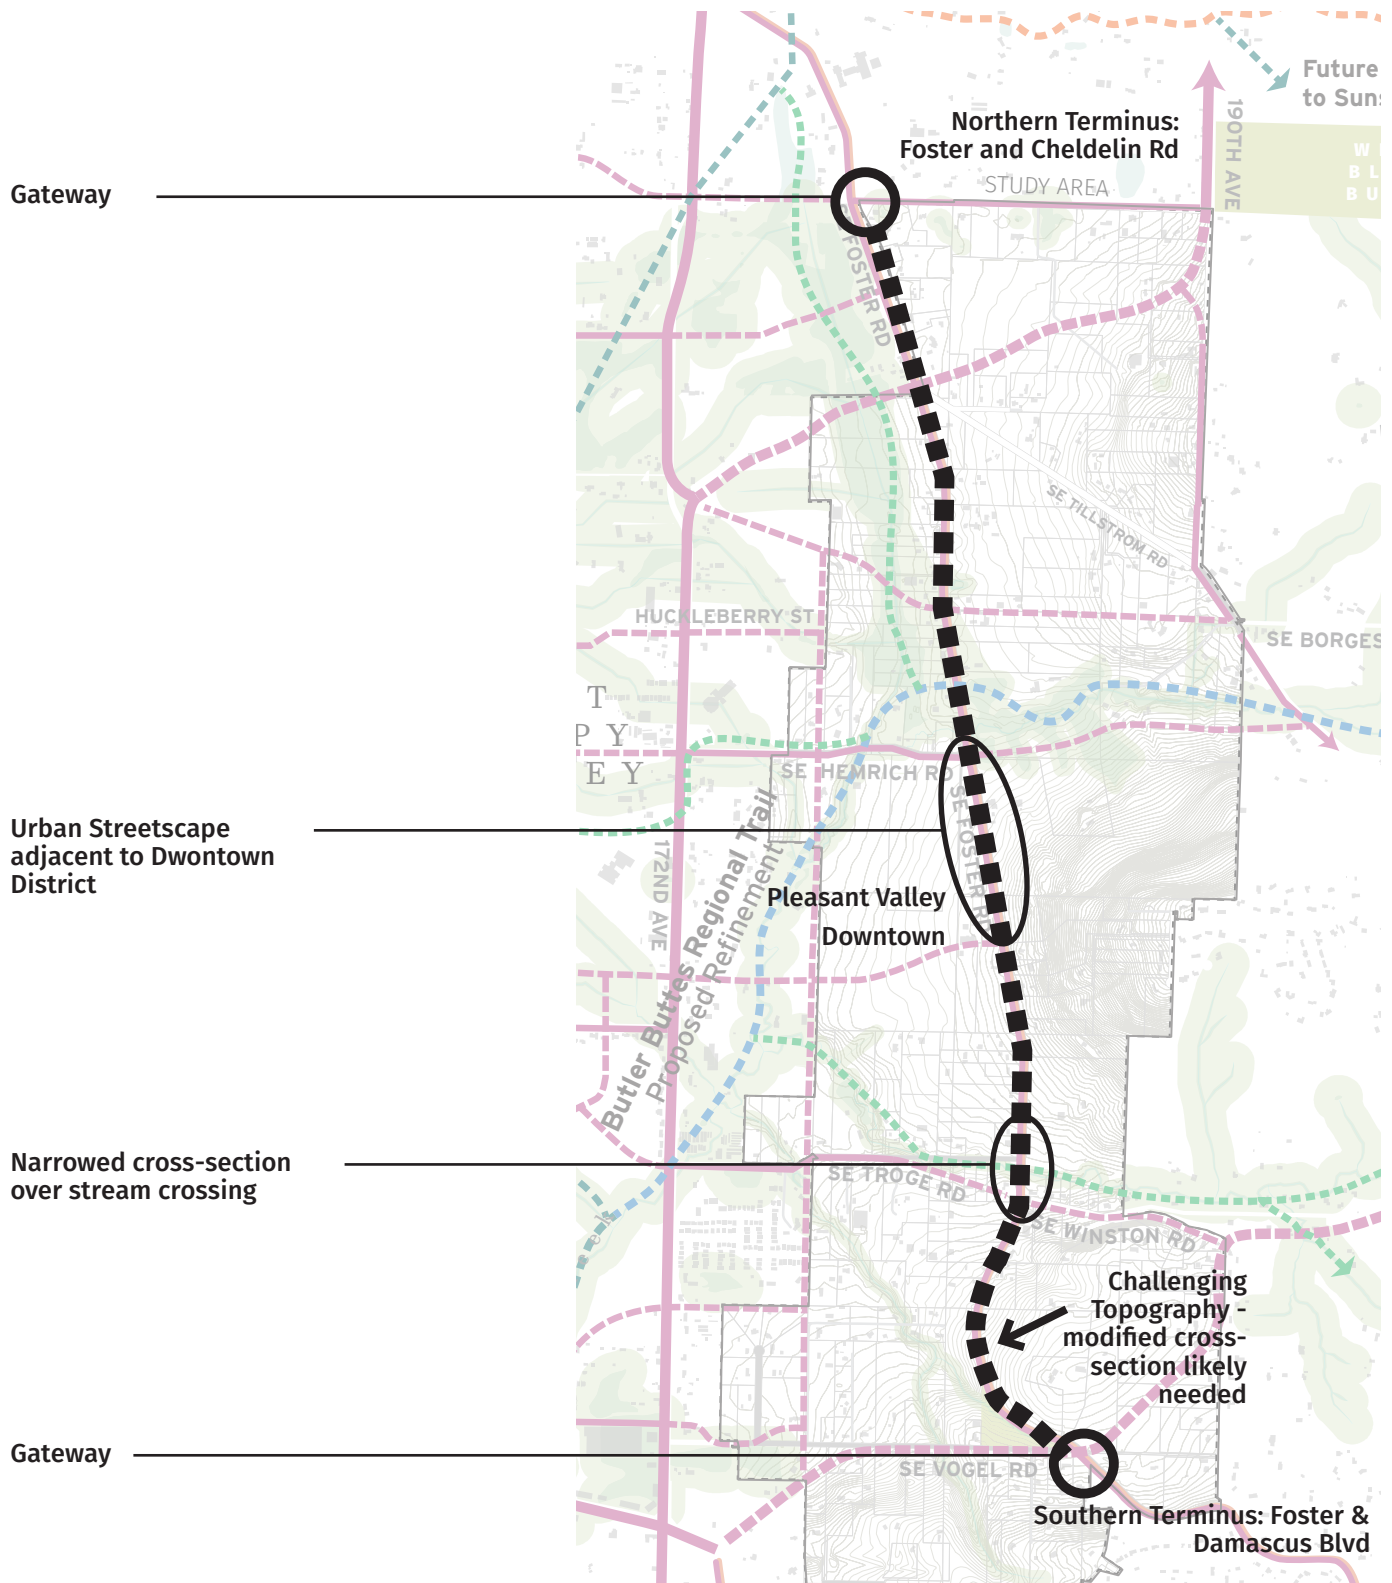 Future
to Suns
Northern Terminus:
Foster and Cheldelin Rd
STUDY AREA
190TH AVE
W
B L
B U
Gateway
FOSTER RD
SE TILLSTROM RD
HUCKLEBERRY ST
SE BORGES
T
P Y
E Y
SE HEMRICH RD
SE FOSTER RD
Urban Streetscape
adjacent to Dwontown
District
172ND AVE
Butler Buttes Regional Trail
Proposed Refinement
Pleasant Valley
Downtown
Narrowed cross-section
over stream crossing
SE TROGE RD
SE WINSTON RD
Challenging
Topography -
modified cross-
section likely
needed
Gateway
SE VOGEL RD
Southern Terminus: Foster &
Damascus Blvd